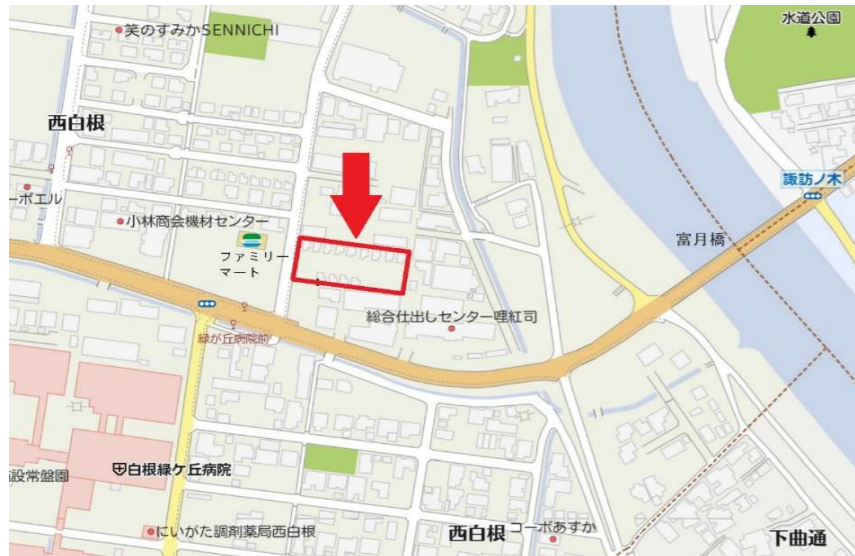 水道公園
笑のすみかSENNICHI
西白根
諏訪ノ木
ーポエル
小林商会機材センター
富月橋
ファミリー
マート
総合仕出しセンター哩紅司
緑が丘病院前
白根緑ケ丘病院
設常盤園
にいがた調剤薬局西白根
西白根
コーポあすか
下曲通